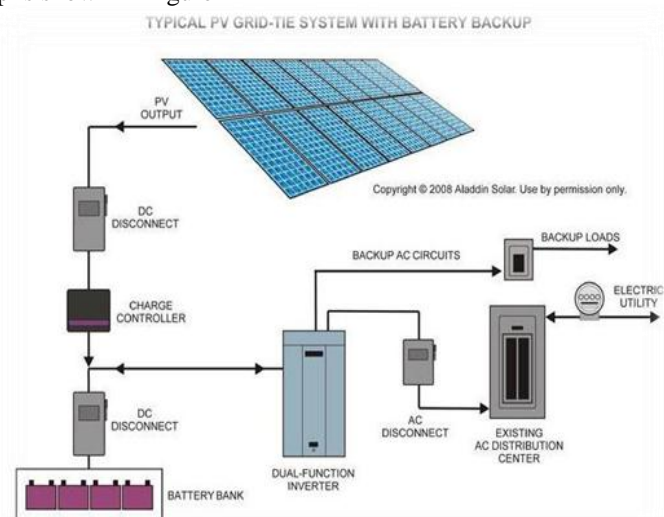 TYPICAL PV GRID-TIE SYSTEM WITH BATTERY BACKUP
PV
OUTPUT
Copyright © 2008 Aladdin Solar. Use by permission only.
DC
DISCONNECT
BACKUP AC CIRCUITS
BACKUP LOADS
ELECTRIC
UTILITY
CHARGE
CONTROLLER
DC
DISCONNECT
AC
DISCONNECT
EXISTING
AC DISTRIBUTION
CENTER
DUAL-FUNCTION
INVERTER
BATTERY BANK